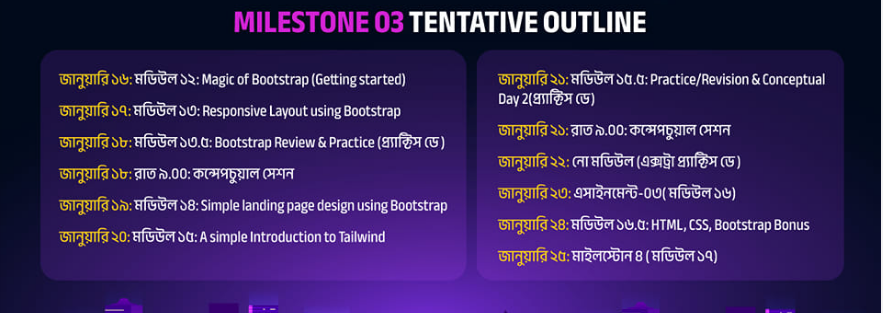 MILESTONE 03 TENTATIVE OUTLINE
জানুয়ারি ১৬: মডিউল ১২: Magic of Bootstrap (Getting started)
জানুয়ারি ১৭: মডিউল ১৩: Responsive Layout using Bootstrap
জানুয়ারি ১৮: মডিউল ১৩.৫: Bootstrap Review & Practice (প্র্যাক্টিস ডে )
জানুয়ারি ১৮: রাত ৯.00: কন্সেপচুয়াল সেশন
জানুয়ারি ১৯: মডিউল ১৪: Simple landing page design using Bootstrap
জানুয়ারি ২০: মডিউল ১৫: A simple Introduction to Tailwind
জানুয়ারি ২১: মডিউল ১৫.৫: Practice/Revision & Conceptual
Day 2(প্র্যাক্টিস ডে )
জানুয়ারি ২১: রাত ৯.00: কন্সেপচুয়াল সেশন
জানুয়ারি ২২: নো মডিউল (এক্সট্রা প্র্যাক্টিস ডে )
জানুয়ারি ২৩: এসাইনমেন্ট-০৩( মডিউল ১৬)
জানুয়ারি ২৪: মডিউল ১৬.৫: HTML, CSS, Bootstrap Bonus
জানুয়ারি ২৫: মাইলস্টোন ৪ ( মডিউল ১৭)